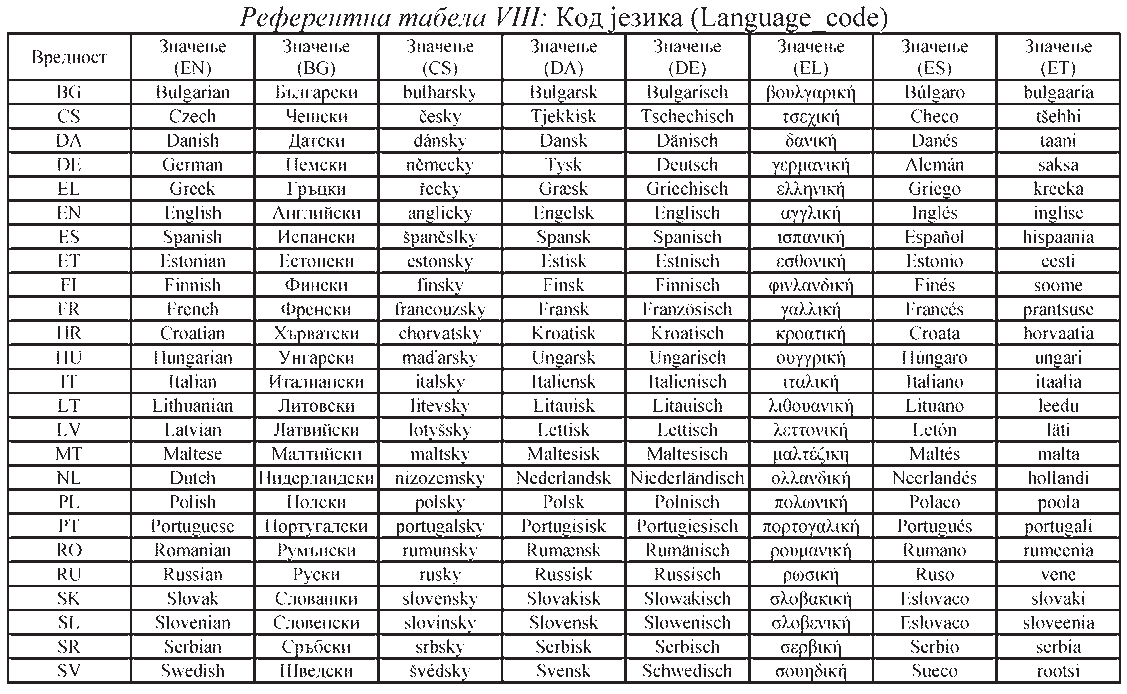 Референтна табела VIII: Код језика (Language_code)
Вредност Значење (EN) Значење (BG) Значење (CS) Значење (DA) Значење (DE) Значење (EL) Значење (ES) Значење (ET)
BG Bulgarian Български bulharsky Bulgarsk Bulgarisch βουλγαρική Búlgaro bulgaaria
CS Czech Чешки česky Tjekkisk Tschechisch τσεχική Checo tšehhi
DA Danish Датски dánsky Dansk Dänisch δανική Danés taani
DE German Немски německy Tysk Deutsch γερμανική Alemán saksa
EL Greek Гръцки řecky Græsk Griechisch ελληνική Griego kreeka
EN English Английски anglicky Engelsk Englisch αγγλική Inglés inglise
ES Spanish Испански španěslky Spansk Spanisch ισπανική Español hispaania
ET Estonian Естонски estonsky Estisk Estnisch εσθονική Estonio eesti
FI Finnish Фински finsky Finsk Finnisch φινλανδική Finés soome
FR French Френски francouzsky Fransk Französisch γαλλική Francés prantsuse
HR Croatian Хърватски chorvatsky Kroatisk Kroatisch κροατική Croata horvaatia
HU Hungarian Унгарски maďarsky Ungarsk Ungarisch ουγγρική Húngaro ungari
IT Italian Италиански italsky Italiensk Italienisch ιταλική Italiano itaalia
LT Lithuanian Литовски litevsky Litauisk Litauisch λιθουανική Lituano leedu
LV Latvian Латвийски lotyšsky Lettisk Lettisch λεττονική Letón läti
MT Maltese Малтийски maltsky Maltesisk Maltesisch μαλτέζικη Maltés malta
NL Dutch Нидерландски nizozemsky Nederlandsk Niederländisch ολλανδική Neerlandés hollandi
PL Polish Полски polsky Polsk Polnisch πολωνική Polaco poola
PT Portuguese Португалски portugalsky Portugisisk Portugiesisch πορτογαλική Portugués portugali
RO Romanian Румънски rumunsky Rumænsk Rumänisch ρουμανική Rumano rumeenia
RU Russian Руски rusky Russisk Russisch ρωσική Ruso vene
SK Slovak Словашки slovensky Slovakisk Slowakisch σλοβακική Eslovaco slovaki
SL Slovenian Словенски slovinsky Slovensk Slowenisch σλοβενική Eslovaco sloveenia
SR Serbian Сръбски srbsky Serbisk Serbisch σερβική Serbio serbia
SV Swedish Шведски švédsky Svensk Schwedisch σουηδική Sueco rootsi